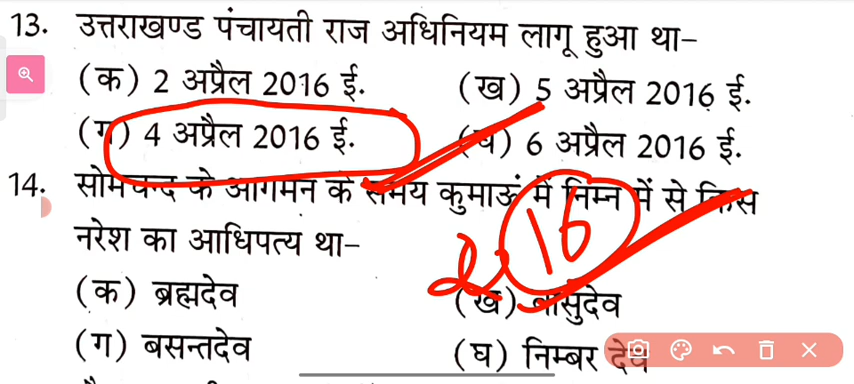 13. उत्तराखण्ड पंचायती राज अधिनियम लागू हुआ था–
(क) 2 अप्रैल 2016 ई. (ख) 5 अप्रैल 2016 ई.
(ग) 4 अप्रैल 2016 ई. (घ) 6 अप्रैल 2016 ई.
14. सोमचन्द के आगमन के समय कुमाऊं में निम्न में से किस
नरेश का आधिपत्य था–
16
(क) ब्रह्मदेव (ख) वासुदेव
(ग) बसन्तदेव (घ) निम्बर देव